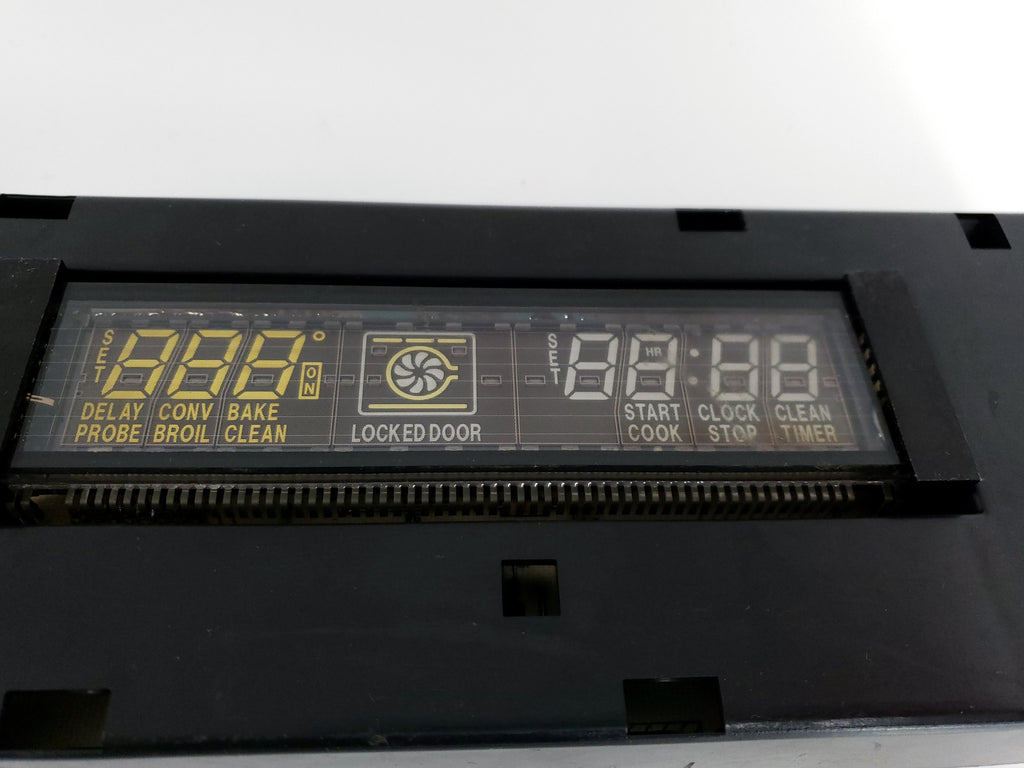 SET 888° ON
SET 88:88 HR
DELAY CONV BAKE START CLOCK CLEAN
PROBE BROIL CLEAN LOCKED DOOR COOK STOP TIMER